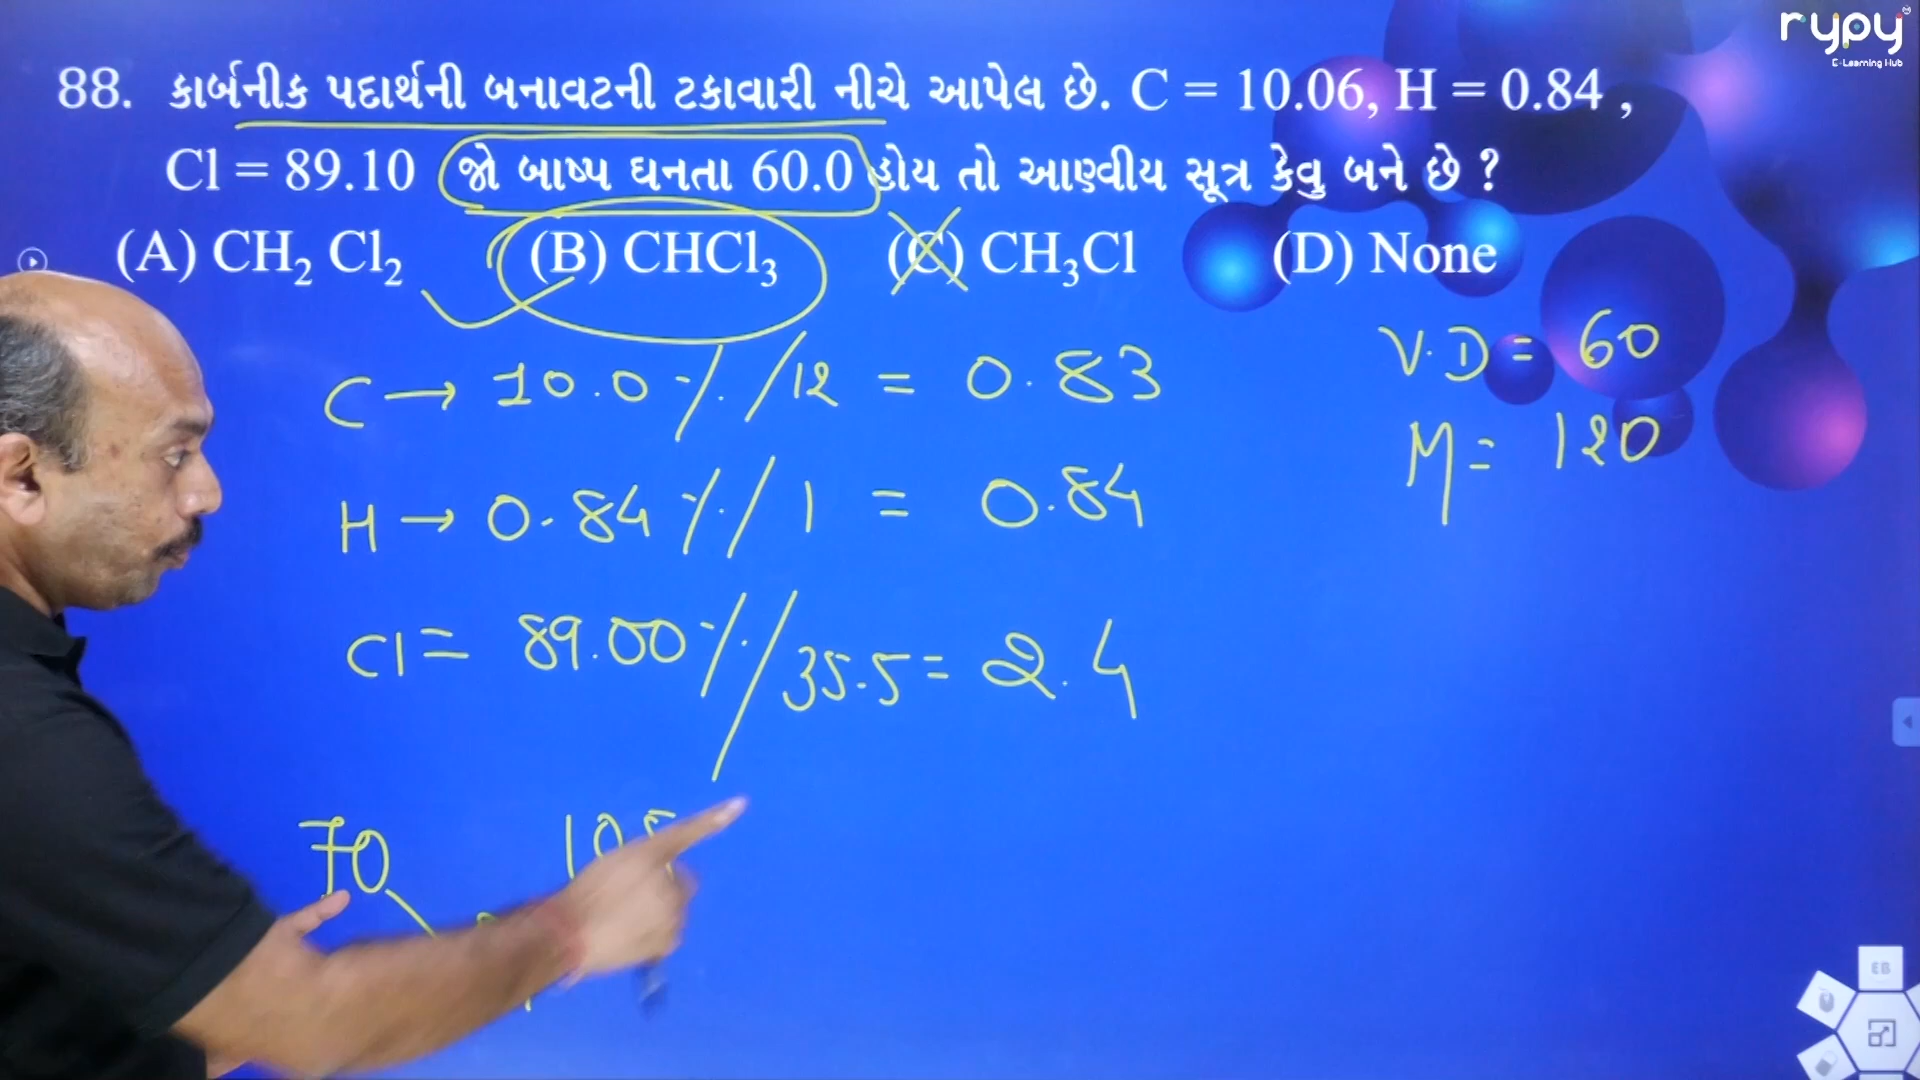 rypy
E-Learning Hub
88. કાર્બનીક પદાર્થની બનાવટની ટકાવારી નીચે આપેલ છે. C = 10.06, H = 0.84 ,
Cl = 89.10 જો બાષ્પ ઘનતા 60.0 હોય તો આણ્વીય સૂત્ર કેવુ બને છે ?
(A) CH₂ Cl₂ (B) CHCl₃ (C) CH₃Cl (D) None
V.D = 60
C → 10.0 % / 12 = 0.83
M = 120
H → 0.84 % / 1 = 0.84
Cl = 89.00 % / 35.5 = 2.4
70
EB